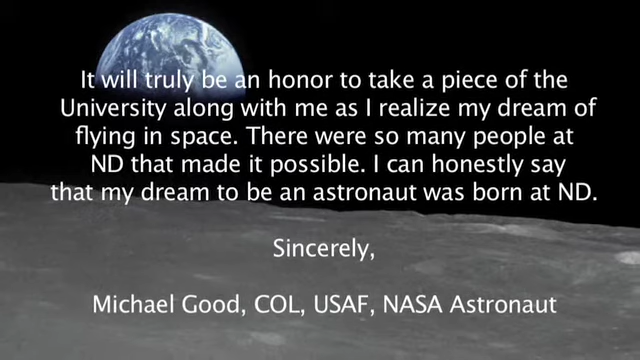 It will truly be an honor to take a piece of the
University along with me as I realize my dream of
flying in space. There were so many people at
ND that made it possible. I can honestly say
that my dream to be an astronaut was born at ND.
Sincerely,
Michael Good, COL, USAF, NASA Astronaut